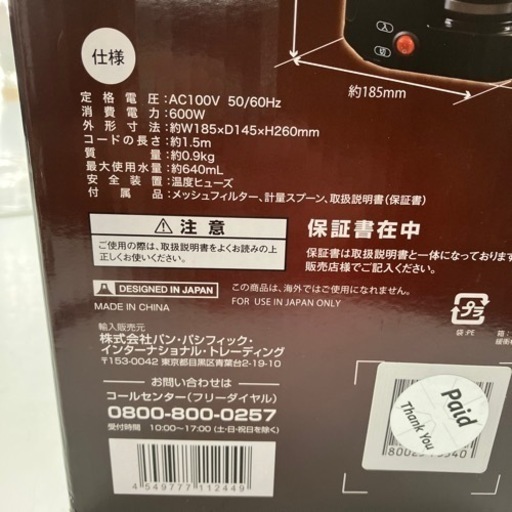 入
切
約185mm
仕様
定格電圧:AC100V 50/60Hz
消費電力:600W
外形寸法:約W185×D145×H260mm
コードの長さ:約1.5m
質量:約0.9kg
最大使用水量:約640mL
安全装置:温度ヒューズ
付属品:メッシュフィルター、計量スプーン、取扱説明書(保証書)
注意
ご使用の際は、取扱説明書をよくお読みの上
正しくお使いください。
保証書在中
保証書は取扱説明書と一体になっております
販売店様でご記入ください。
DESIGNED IN JAPAN
MADE IN CHINA
この商品は、海外ではご使用になれません。
FOR USE IN JAPAN ONLY
輸入販売元
株式会社パン・パシフィック・
インターナショナル・トレーディング
〒153-0042 東京都目黒区青葉台2-19-10
プラ
袋:PE
箱:
お問い合わせは
コールセンター(フリーダイヤル)
0800-800-0257
受付時間 10:00~17:00 (土・日・祝日を除く)
4 549777 112449
Paid
Thank You